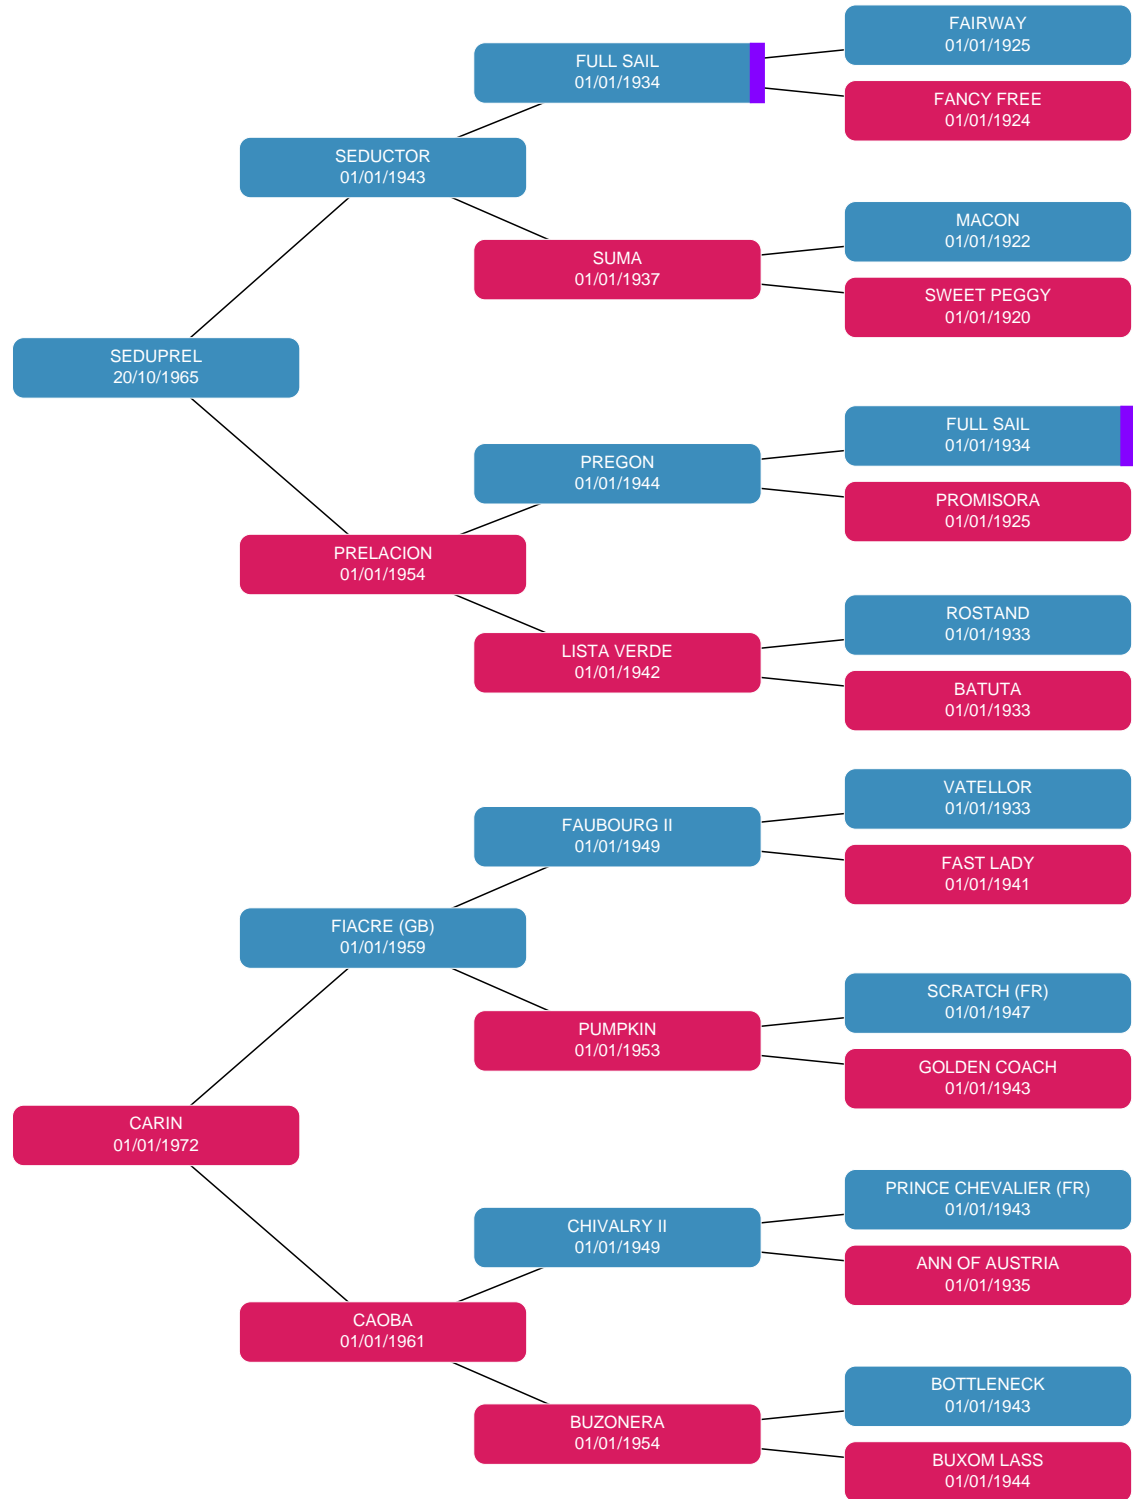 FAIRWAY
01/01/1925
FULL SAIL
01/01/1934
FANCY FREE
01/01/1924
SEDUCTOR
01/01/1943
MACON
01/01/1922
SUMA
01/01/1937
SWEET PEGGY
01/01/1920
SEDUPREL
20/10/1965
FULL SAIL
01/01/1934
PREGON
01/01/1944
PROMISORA
01/01/1925
PRELACION
01/01/1954
ROSTAND
01/01/1933
LISTA VERDE
01/01/1942
BATUTA
01/01/1933
VATELLOR
01/01/1933
FAUBOURG II
01/01/1949
FAST LADY
01/01/1941
FIACRE (GB)
01/01/1959
SCRATCH (FR)
01/01/1947
PUMPKIN
01/01/1953
GOLDEN COACH
01/01/1943
CARIN
01/01/1972
PRINCE CHEVALIER (FR)
01/01/1943
CHIVALRY II
01/01/1949
ANN OF AUSTRIA
01/01/1935
CAOBA
01/01/1961
BOTTLENECK
01/01/1943
BUZONERA
01/01/1954
BUXOM LASS
01/01/1944